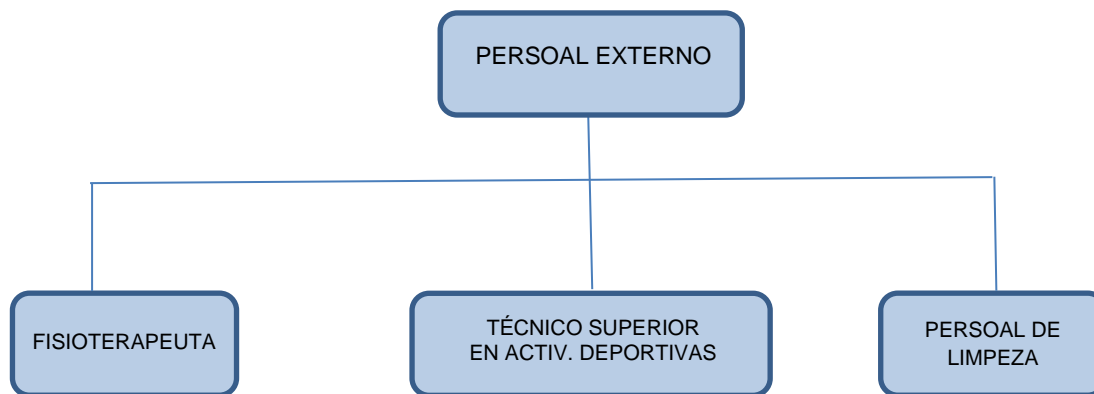 PERSOAL EXTERNO
FISIOTERAPEUTA
TÉCNICO SUPERIOR
EN ACTIV. DEPORTIVAS
PERSOAL DE
LIMPEZA